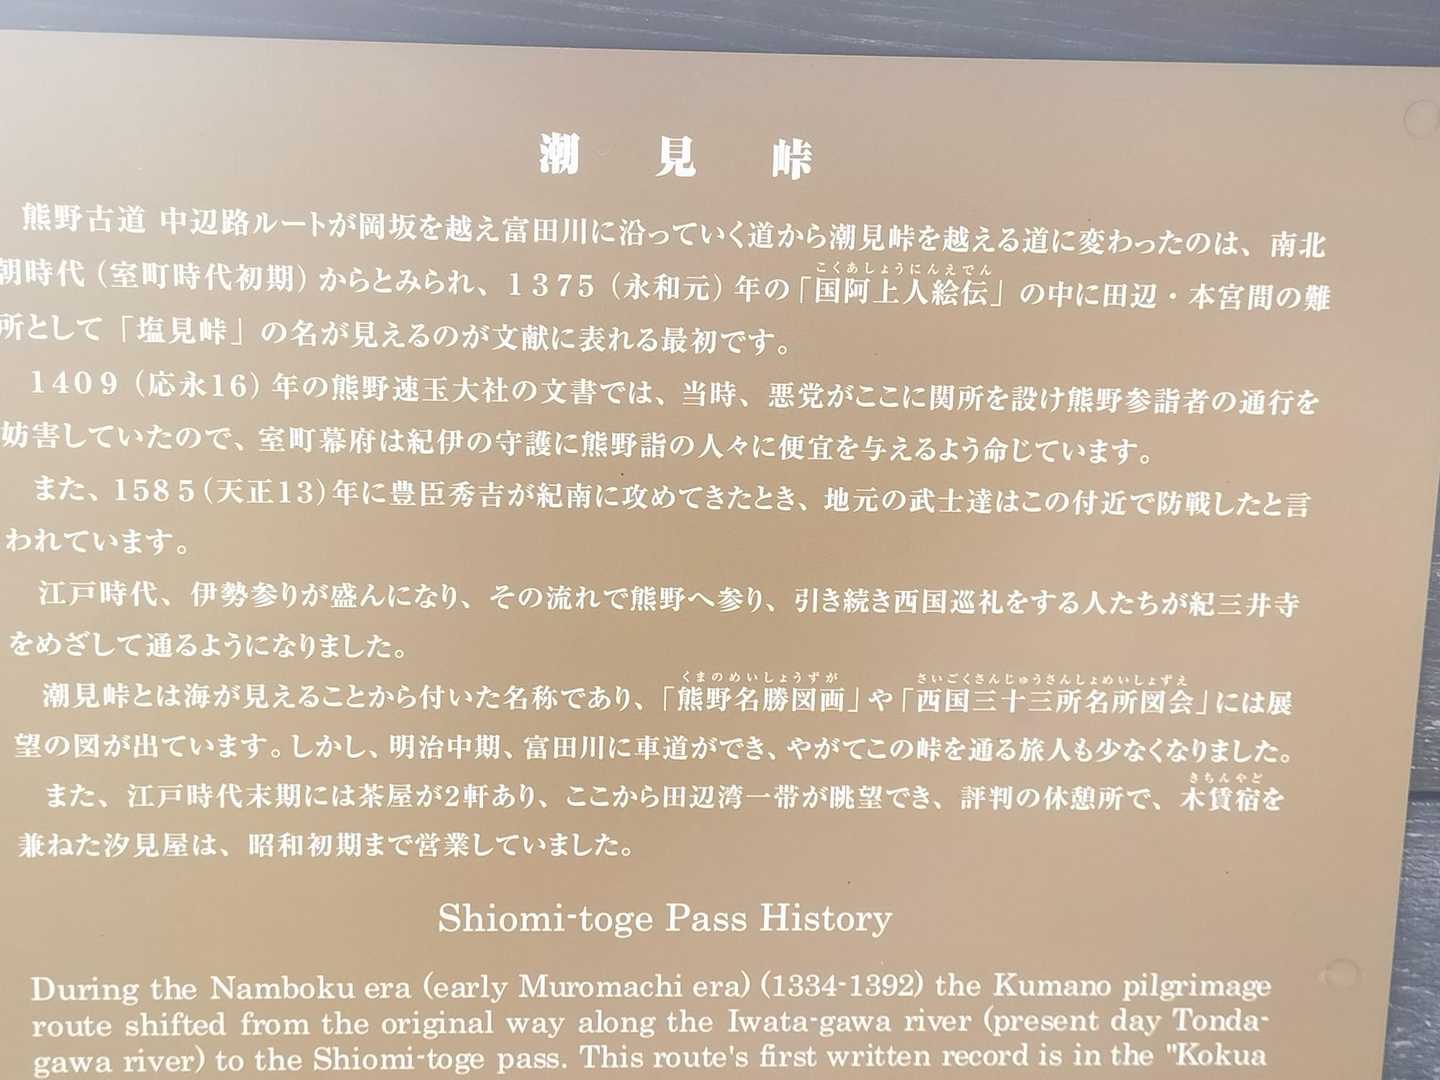 潮見峠
熊野古道 中辺路ルートが岡坂を越え富田川に沿っていく道から潮見峠を越える道に変わったのは、南北
朝時代（室町時代初期）からとみられ、1375（永和元）年の「国阿上人絵伝」の中に田辺・本宮間の難
こくあしょうにんえでん
所として「塩見峠」の名が見えるのが文献に表れる最初です。
1409（応永16）年の熊野速玉大社の文書では、当時、悪党がここに関所を設け熊野参詣者の通行を
妨害していたので、室町幕府は紀伊の守護に熊野詣の人々に便宜を与えるよう命じています。
また、1585（天正13）年に豊臣秀吉が紀南に攻めてきたとき、地元の武士達はこの付近で防戦したと言
われています。
江戸時代、伊勢参りが盛んになり、その流れで熊野へ参り、引き続き西国巡礼をする人たちが紀三井寺
をめざして通るようになりました。
くまのめいしょうずが さいごくさんじゅうさんしょめいしょずえ
潮見峠とは海が見えることから付いた名称であり、「熊野名勝図画」や「西国三十三所名所図会」には展
望の図が出ています。しかし、明治中期、富田川に車道ができ、やがてこの峠を通る旅人も少なくなりました。
きちんやど
また、江戸時代末期には茶屋が2軒あり、ここから田辺湾一帯が眺望でき、評判の休憩所で、木賃宿を
兼ねた汐見屋は、昭和初期まで営業していました。
Shiomi-toge Pass History
During the Namboku era (early Muromachi era) (1334-1392) the Kumano pilgrimage
route shifted from the original way along the Iwata-gawa river (present day Tonda-
gawa river) to the Shiomi-toge pass. This route's first written record is in the "Kokua